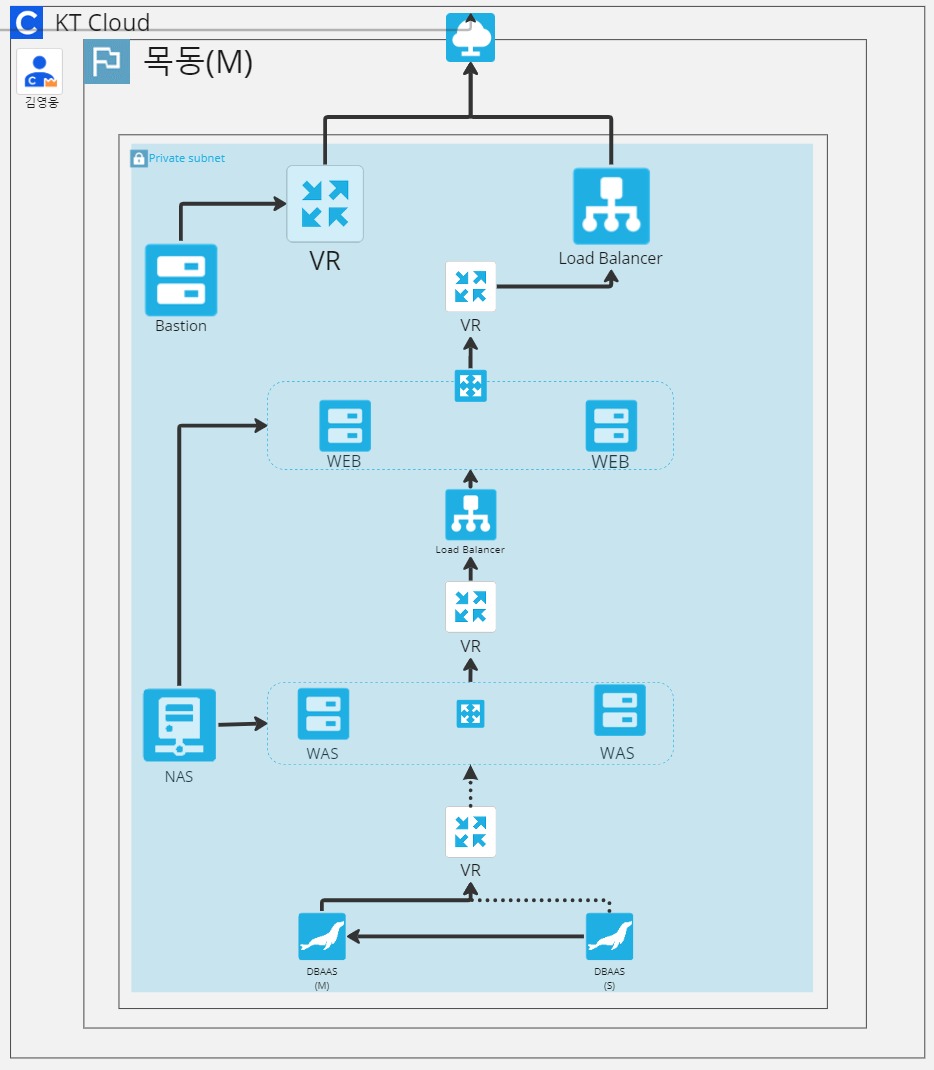 KT Cloud
목동(M)
김영웅
Private subnet
VR
Load Balancer
Bastion
VR
WEB
WEB
Load Balancer
VR
WAS
WAS
NAS
VR
DBAAS
(M)
DBAAS
(S)